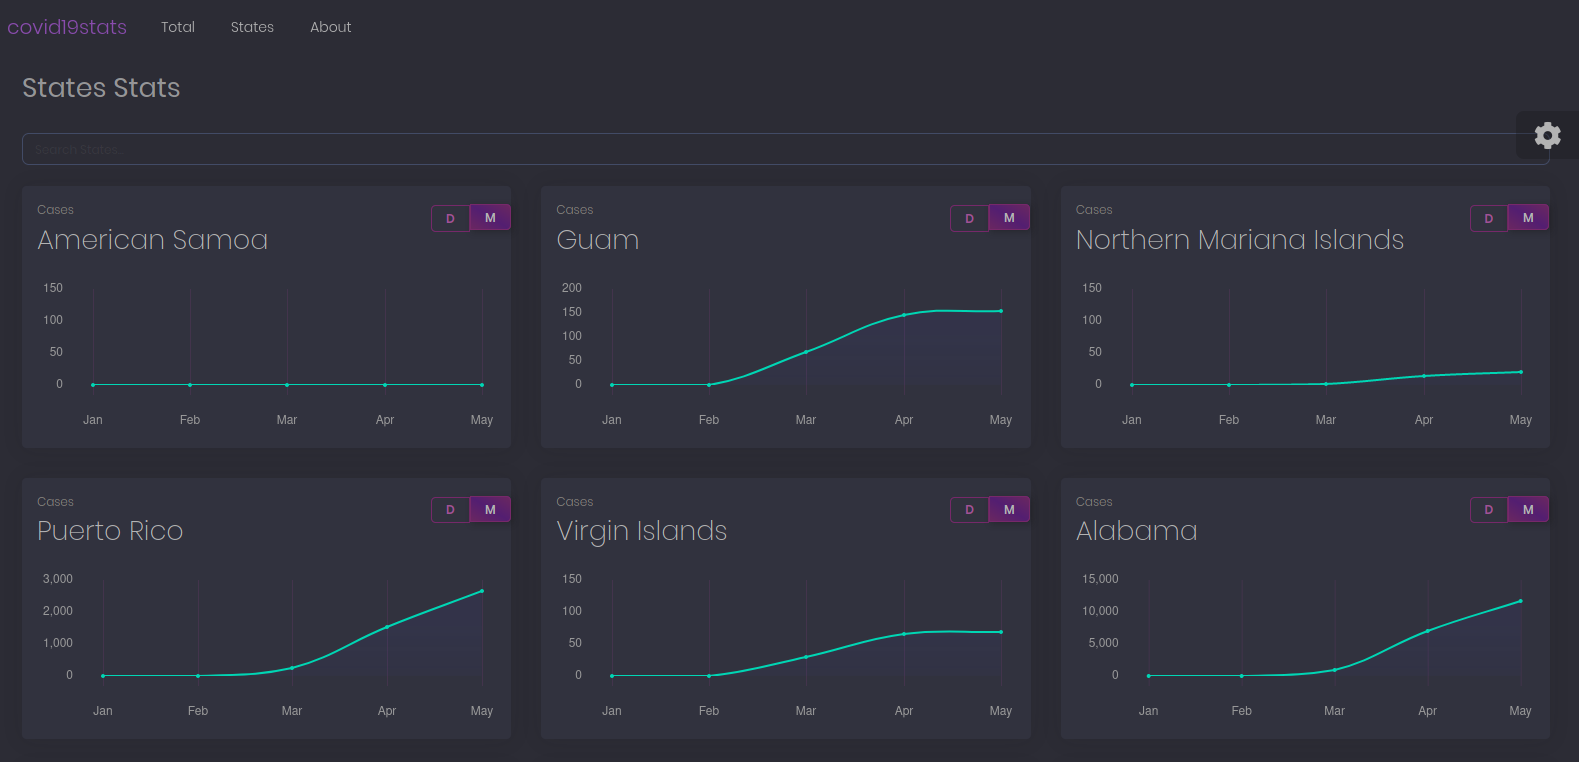 covid19stats Total States About
States Stats
Search States...
Cases
D M
American Samoa
150
100
50
0
Jan Feb Mar Apr May
Cases
D M
Guam
200
150
100
50
0
Jan Feb Mar Apr May
Cases
D M
Northern Mariana Islands
150
100
50
0
Jan Feb Mar Apr May
Cases
D M
Puerto Rico
3,000
2,000
1,000
0
Jan Feb Mar Apr May
Cases
D M
Virgin Islands
150
100
50
0
Jan Feb Mar Apr May
Cases
D M
Alabama
15,000
10,000
5,000
0
Jan Feb Mar Apr May